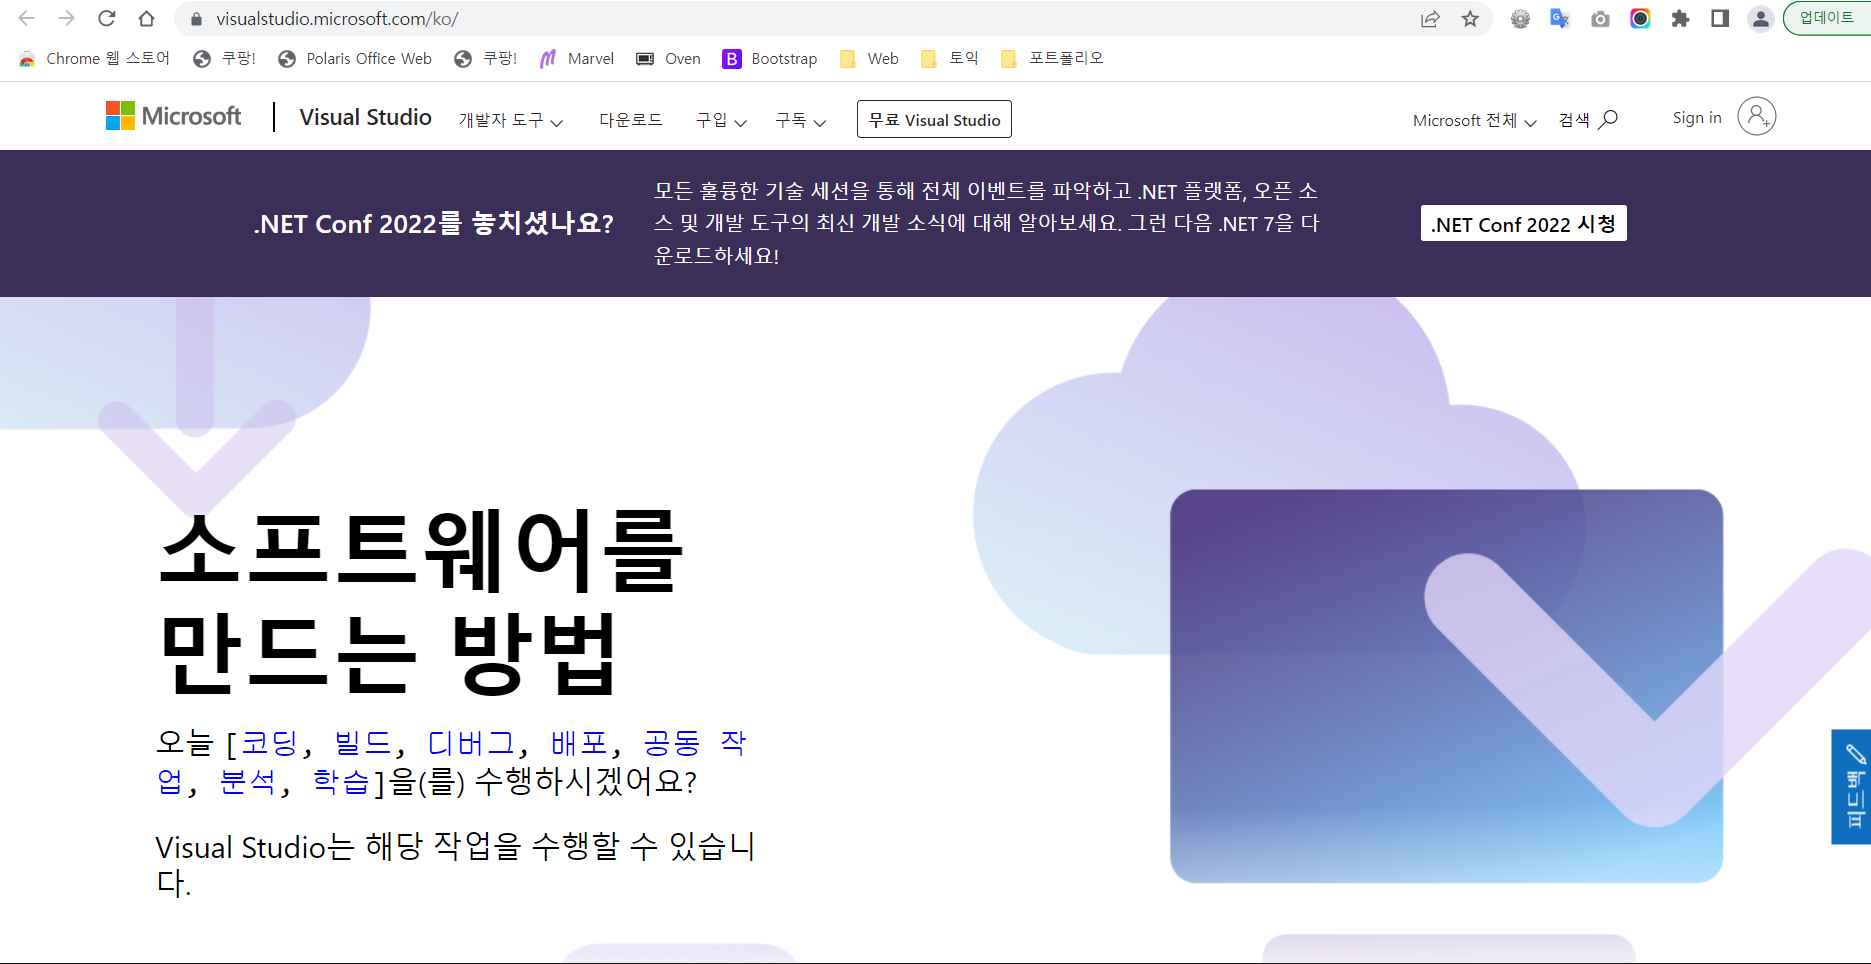 visualstudio.microsoft.com/ko/
업데이트
Chrome 웹 스토어 쿠팡! Polaris Office Web 쿠팡! Marvel Oven B Bootstrap Web 토익 포트폴리오
Microsoft Visual Studio 개발자 도구 다운로드 구입 구독 무료 Visual Studio Microsoft 전체 검색 Sign in
.NET Conf 2022를 놓치셨나요?
모든 훌륭한 기술 세션을 통해 전체 이벤트를 파악하고 .NET 플랫폼, 오픈 소
스 및 개발 도구의 최신 개발 소식에 대해 알아보세요. 그런 다음 .NET 7을 다
운로드하세요!
.NET Conf 2022 시청
소프트웨어를
만드는 방법
오늘 [코딩, 빌드, 디버그, 배포, 공동 작
업, 분석, 학습]을(를) 수행하시겠어요?
Visual Studio는 해당 작업을 수행할 수 있습니
다.
피드백